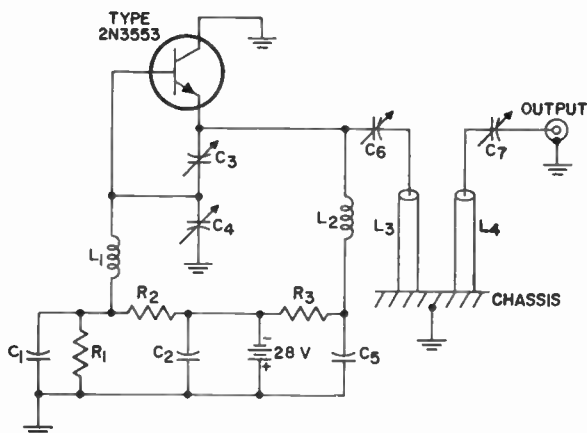 TYPE
2N3553
OUTPUT
C3
C6
C7
C4
L2
L3
L4
L1
R2
R3
CHASSIS
C1
R1
C2
−
28 V
+
C5